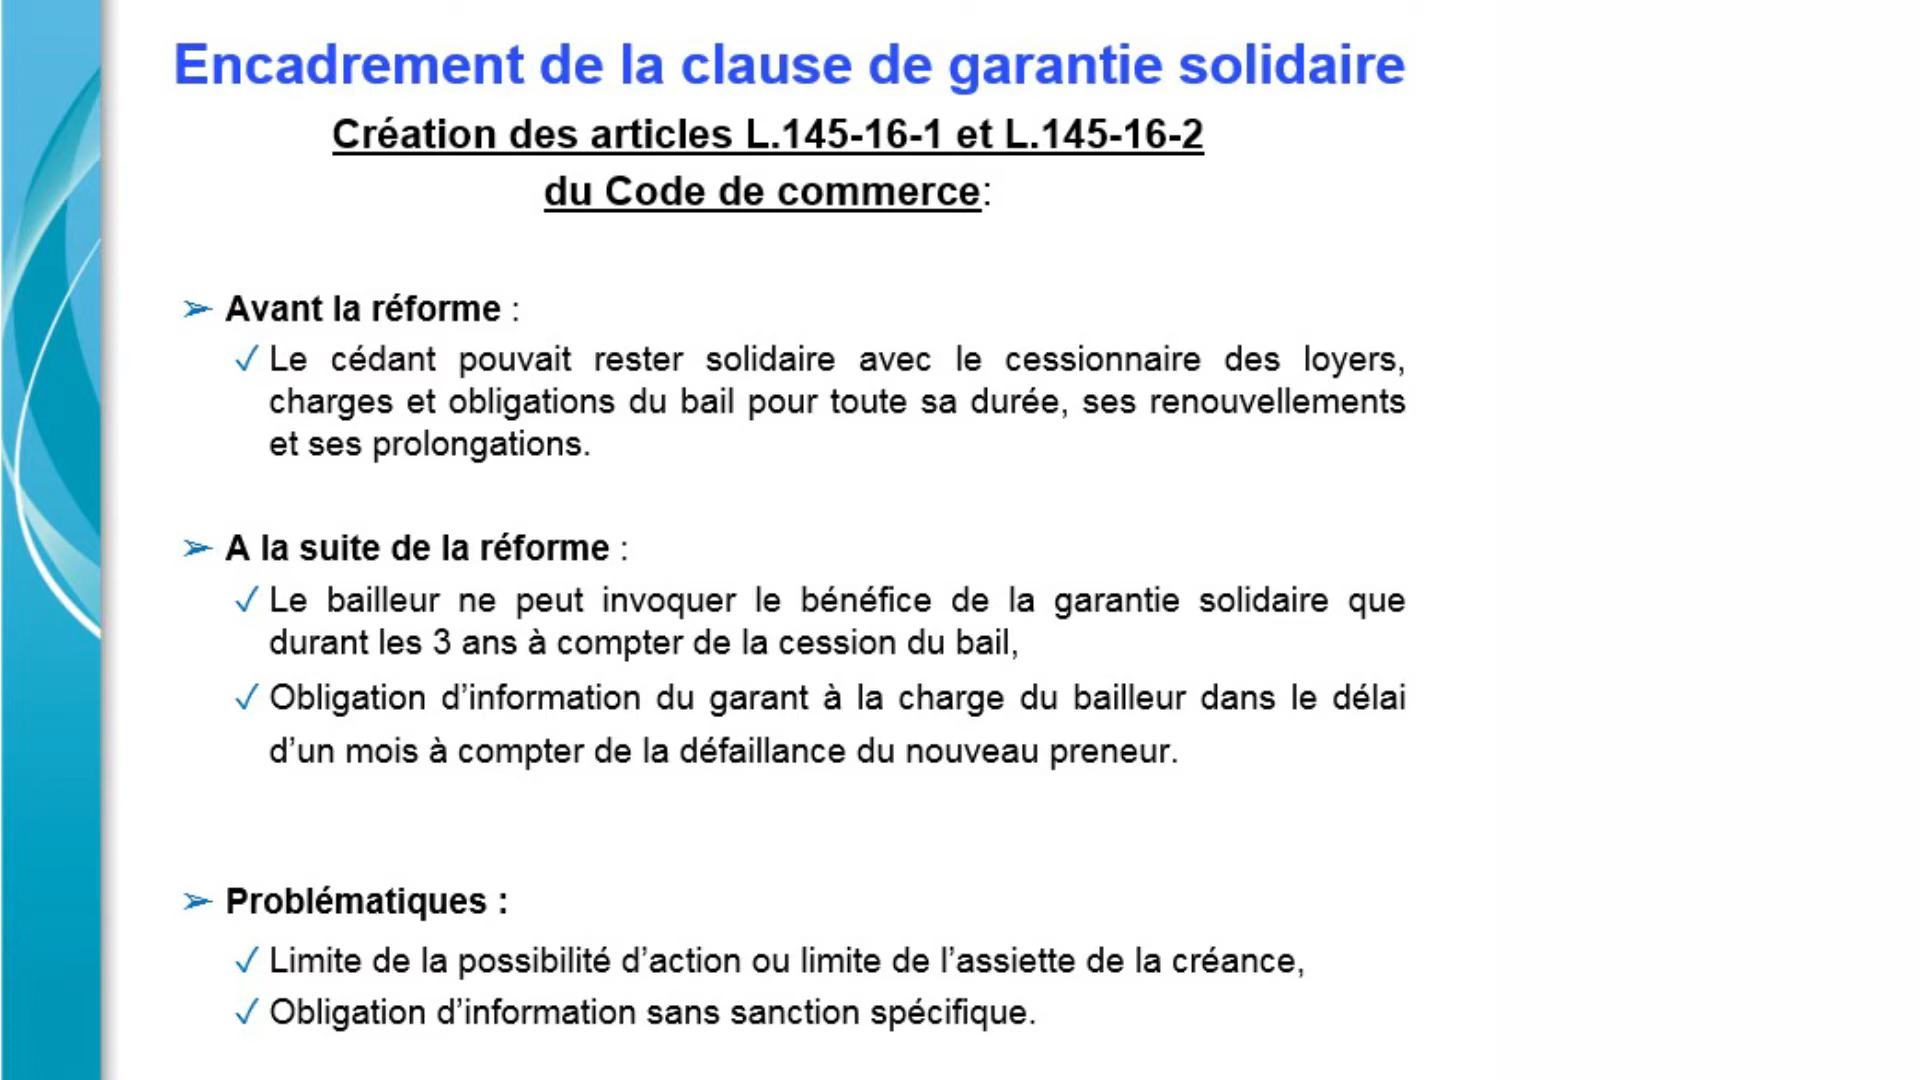 Encadrement de la clause de garantie solidaire
Création des articles L.145-16-1 et L.145-16-2
du Code de commerce:
➢ Avant la réforme :
✓ Le cédant pouvait rester solidaire avec le cessionnaire des loyers,
charges et obligations du bail pour toute sa durée, ses renouvellements
et ses prolongations.
➢ A la suite de la réforme :
✓ Le bailleur ne peut invoquer le bénéfice de la garantie solidaire que
durant les 3 ans à compter de la cession du bail,
✓ Obligation d’information du garant à la charge du bailleur dans le délai
d’un mois à compter de la défaillance du nouveau preneur.
➢ Problématiques :
✓ Limite de la possibilité d’action ou limite de l’assiette de la créance,
✓ Obligation d’information sans sanction spécifique.